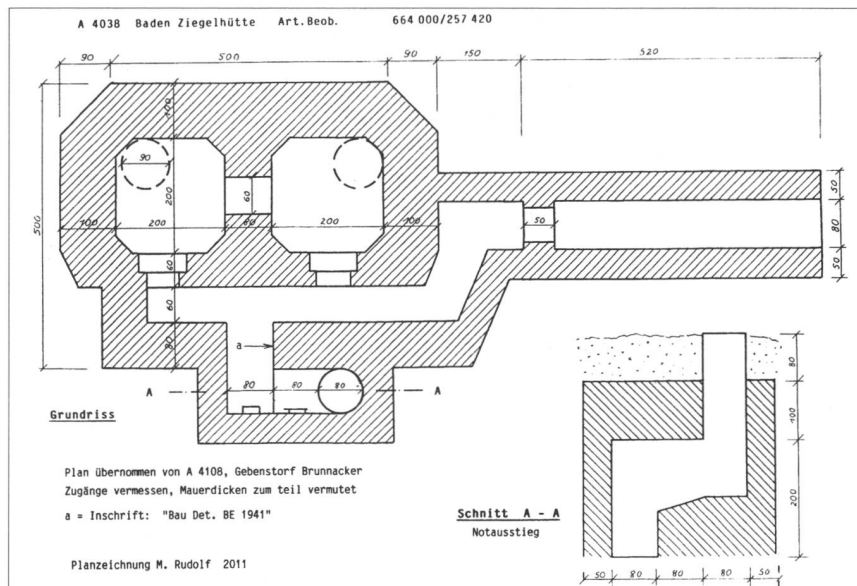 A 4038 Baden Ziegelhütte Art.Beob. 664 000/257 420
90 500 90 150 520
100
90
200
60
50
500
100 200 80 200 100
50
80
50
60
60
80
a
A 80 80 80 A
Grundriss
80
100
200
Plan übernommen von A 4108, Gebenstorf Brunnacker
Zugänge vermessen, Mauerdicken zum teil vermutet
a = Inschrift: "Bau Det. BE 1941"
Schnitt A - A
Notausstieg
Planzeichnung M. Rudolf 2011
50 80 80 80 50